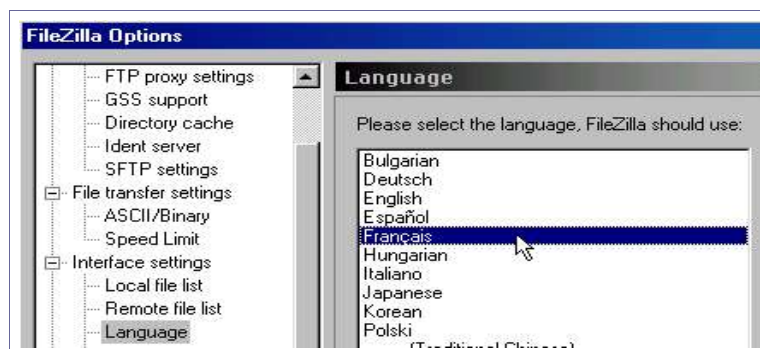 FileZilla Options
FTP proxy settings
GSS support
Directory cache
Ident server
SFTP settings
File transfer settings
ASCII/Binary
Speed Limit
Interface settings
Local file list
Remote file list
Language
Language
Please select the language, FileZilla should use:
Bulgarian
Deutsch
English
Español
Français
Hungarian
Italiano
Japanese
Korean
Polski
(Traditional Chinese)